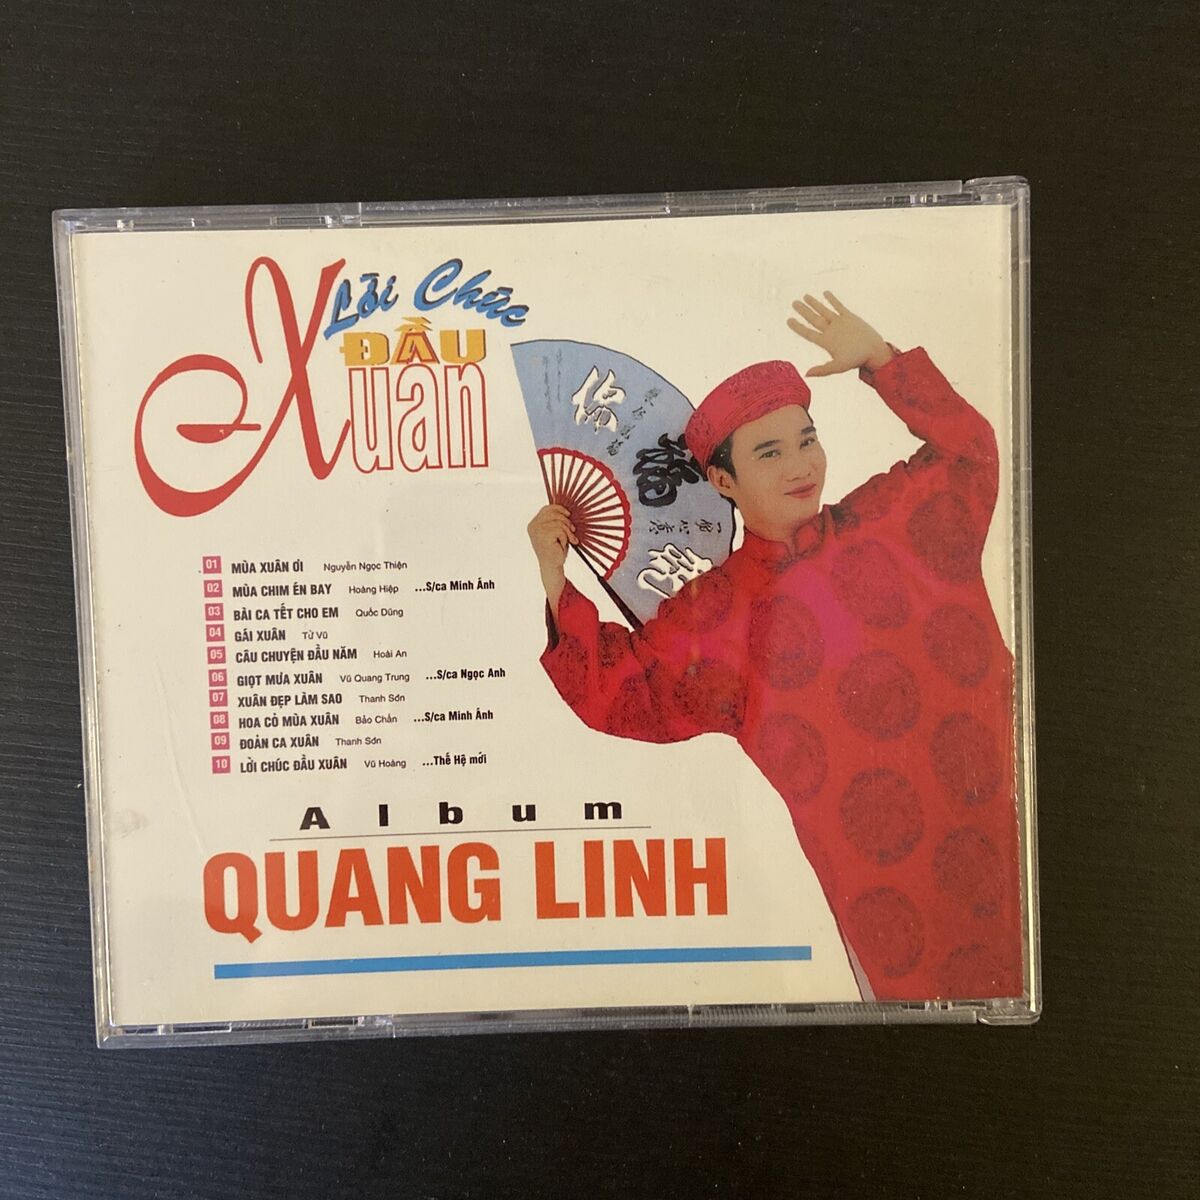 Lời Chúc
ĐẦU
Xuân
01 MÙA XUÂN ƠI Nguyễn Ngọc Thiện
02 MÙA CHIM ÉN BAY Hoàng Hiệp ...S/ca Minh Ánh
03 BÀI CA TẾT CHO EM Quốc Dũng
04 GÁI XUÂN Từ Vũ
05 CÂU CHUYỆN ĐẦU NĂM Hoài An
06 GIỌT MƯA XUÂN Vũ Quang Trung ...S/ca Ngọc Anh
07 XUÂN ĐẸP LÀM SAO Thanh Sơn
08 HOA CỎ MÙA XUÂN Bảo Chấn ...S/ca Minh Ánh
09 ĐOẢN CA XUÂN Thanh Sơn
10 LỜI CHÚC ĐẦU XUÂN Vũ Hoàng ...Thế Hệ mới
Album
QUANG LINH